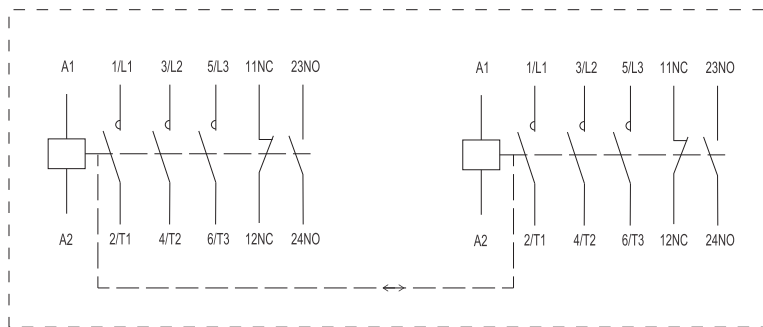 A1 1/L1 3/L2 5/L3 11NC 23NO A1 1/L1 3/L2 5/L3 11NC 23NO
A2 2/T1 4/T2 6/T3 12NC 24NO A2 2/T1 4/T2 6/T3 12NC 24NO